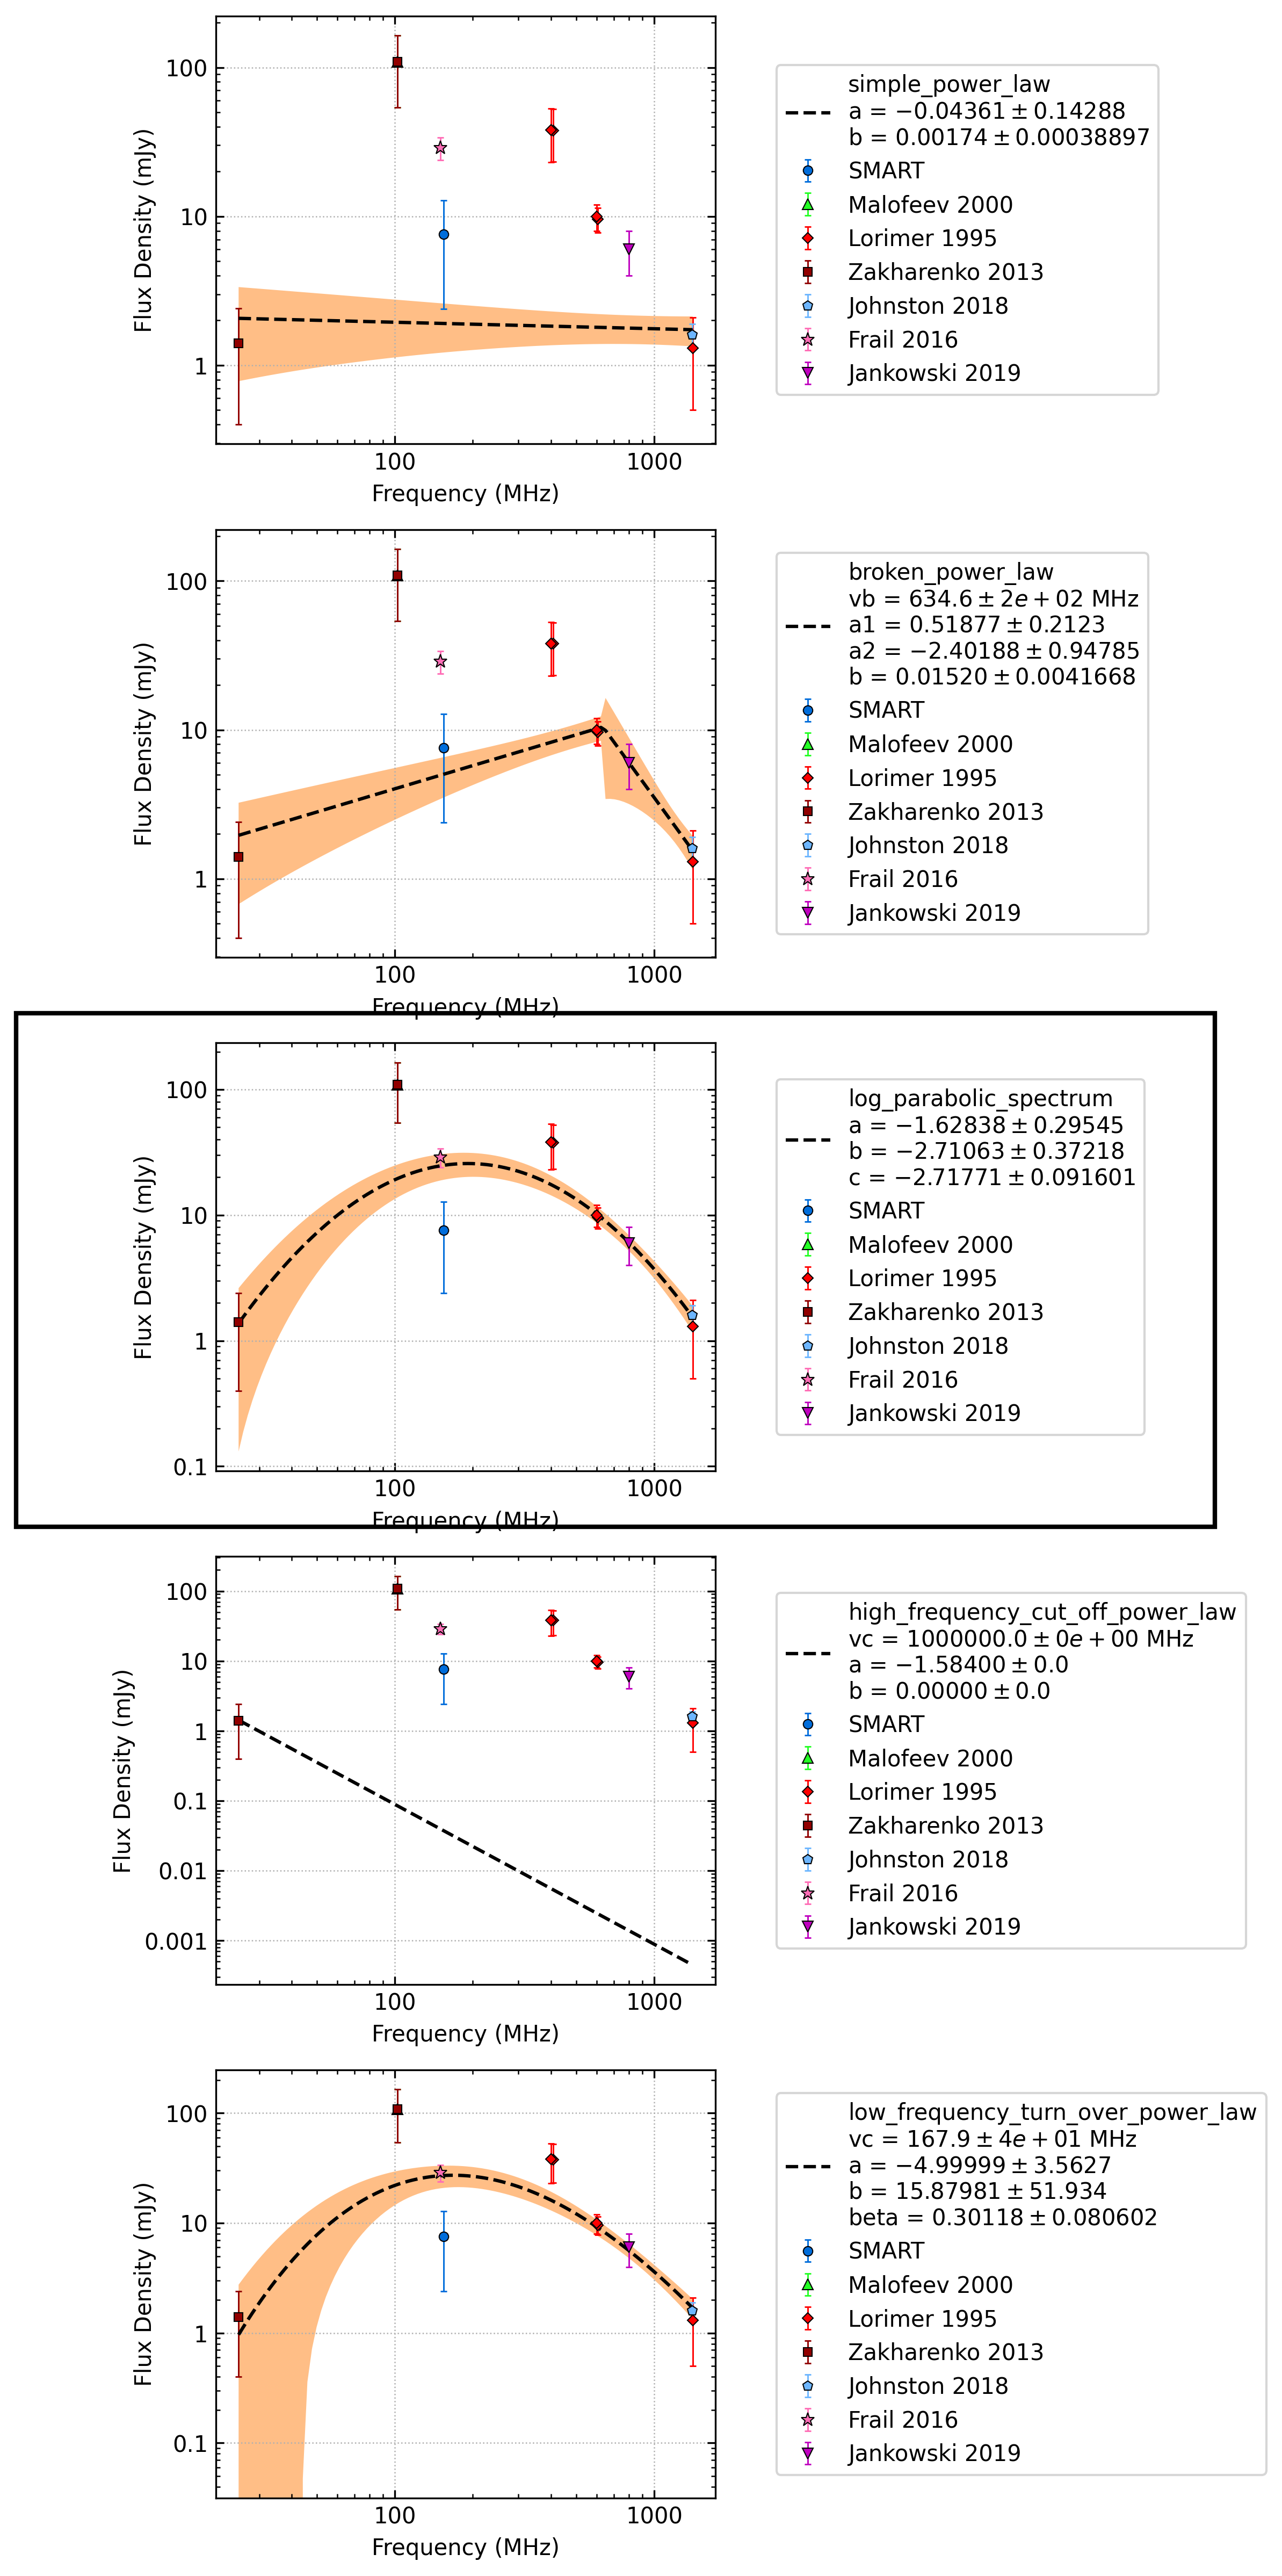 100
10
1
Flux Density (mJy)
100
1000
Frequency (MHz)
simple_power_law
a = −0.04361 ± 0.14288
b = 0.00174 ± 0.00038897
SMART
Malofeev 2000
Lorimer 1995
Zakharenko 2013
Johnston 2018
Frail 2016
Jankowski 2019
100
10
1
Flux Density (mJy)
100
1000
Frequency (MHz)
broken_power_law
vb = 634.6 ± 2e + 02 MHz
a1 = 0.51877 ± 0.2123
a2 = −2.40188 ± 0.94785
b = 0.01520 ± 0.0041668
SMART
Malofeev 2000
Lorimer 1995
Zakharenko 2013
Johnston 2018
Frail 2016
Jankowski 2019
100
10
1
0.1
Flux Density (mJy)
100
1000
Frequency (MHz)
log_parabolic_spectrum
a = −1.62838 ± 0.29545
b = −2.71063 ± 0.37218
c = −2.71771 ± 0.091601
SMART
Malofeev 2000
Lorimer 1995
Zakharenko 2013
Johnston 2018
Frail 2016
Jankowski 2019
100
10
1
0.1
0.01
0.001
Flux Density (mJy)
100
1000
Frequency (MHz)
high_frequency_cut_off_power_law
vc = 1000000.0 ± 0e + 00 MHz
a = −1.58400 ± 0.0
b = 0.00000 ± 0.0
SMART
Malofeev 2000
Lorimer 1995
Zakharenko 2013
Johnston 2018
Frail 2016
Jankowski 2019
100
10
1
0.1
Flux Density (mJy)
100
1000
Frequency (MHz)
low_frequency_turn_over_power_law
vc = 167.9 ± 4e + 01 MHz
a = −4.99999 ± 3.5627
b = 15.87981 ± 51.934
beta = 0.30118 ± 0.080602
SMART
Malofeev 2000
Lorimer 1995
Zakharenko 2013
Johnston 2018
Frail 2016
Jankowski 2019